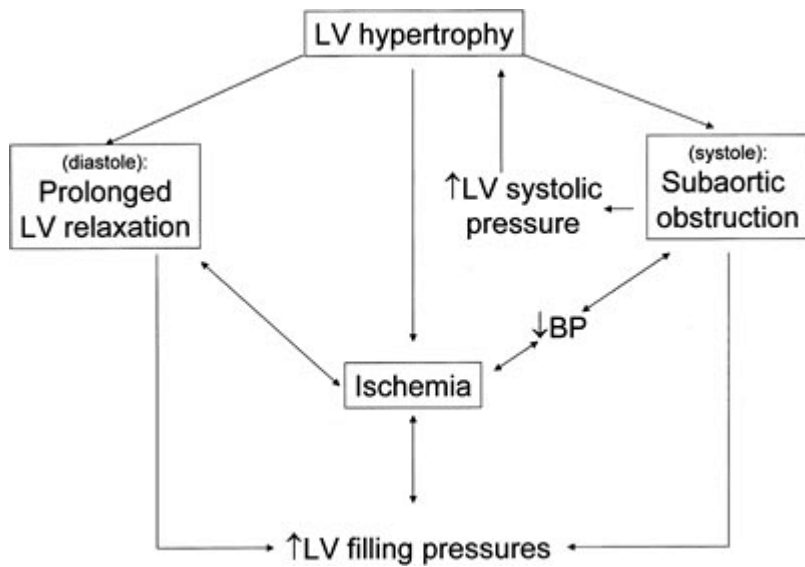 LV hypertrophy
(diastole):
Prolonged
LV relaxation
↑LV systolic
pressure
(systole):
Subaortic
obstruction
↓BP
Ischemia
↑LV filling pressures